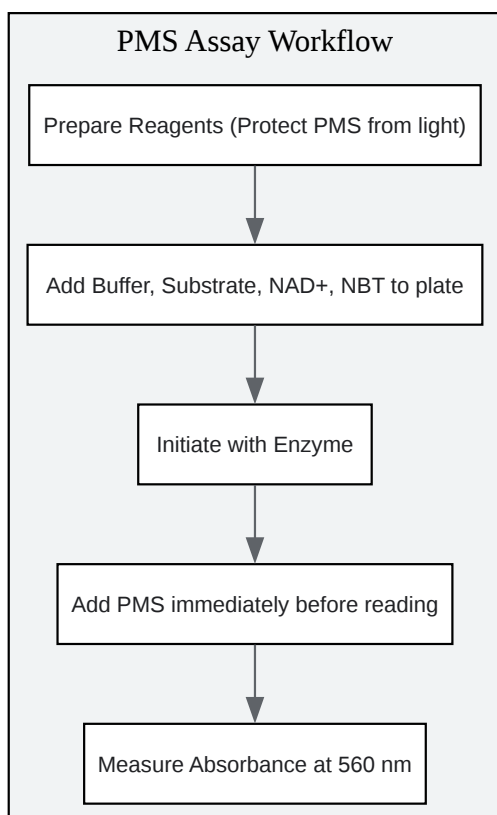 PMS Assay Workflow
Prepare Reagents (Protect PMS from light)
Add Buffer, Substrate, NAD+, NBT to plate
Initiate with Enzyme
Add PMS immediately before reading
Measure Absorbance at 560 nm